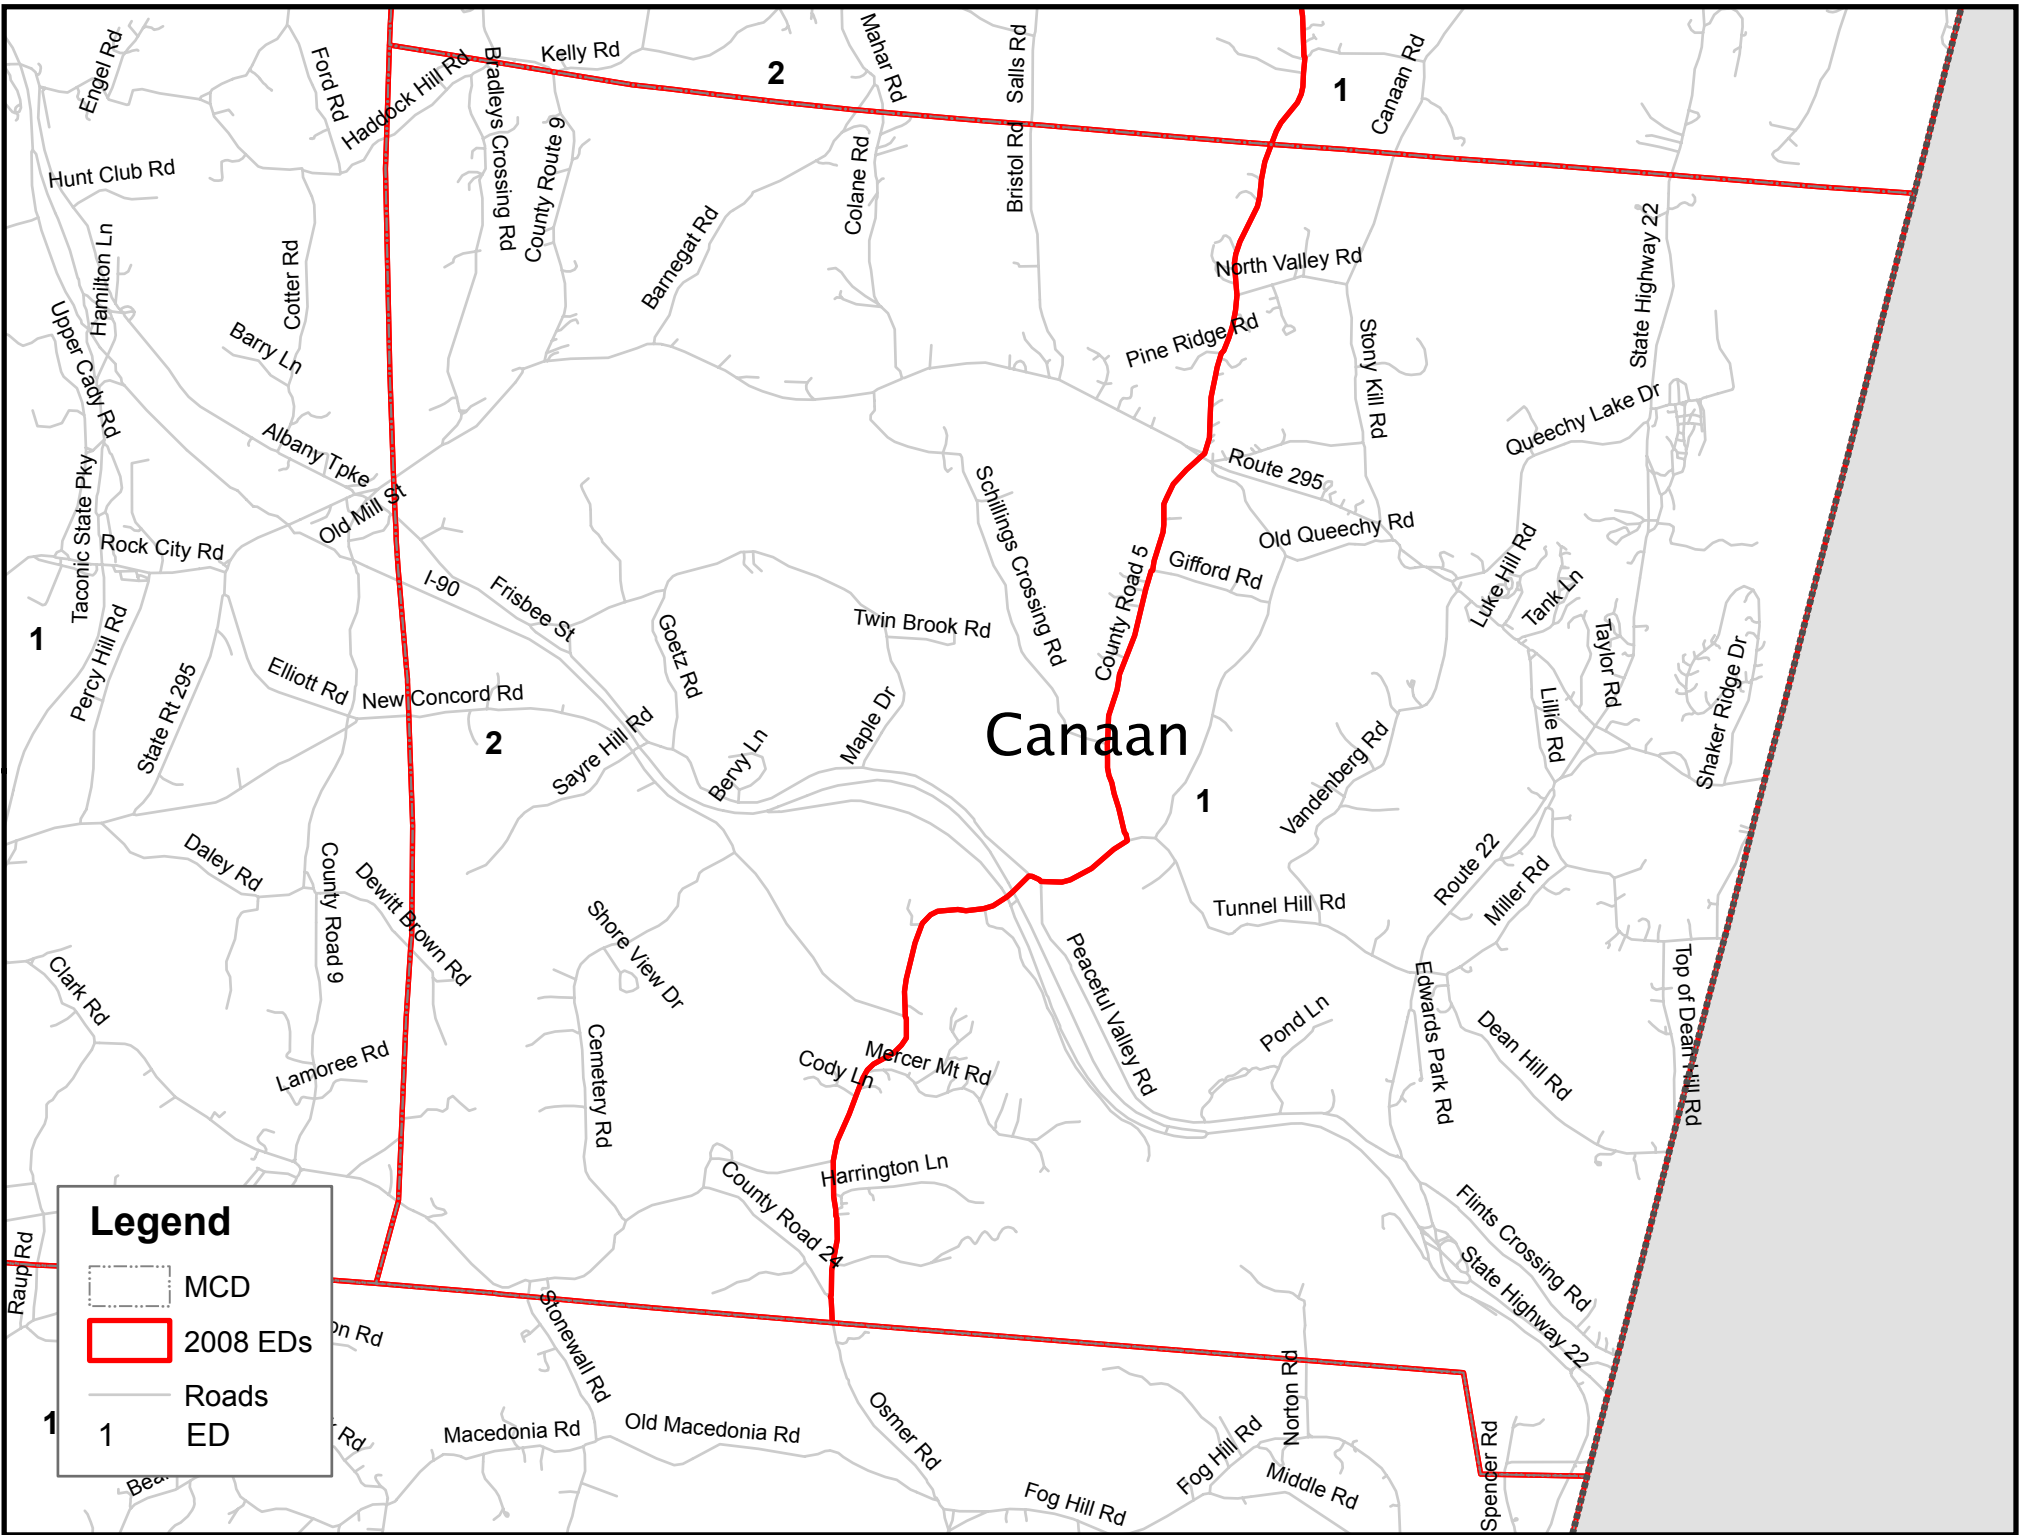 Engel Rd
Ford Rd
Haddock Hill Rd
Bradleys Crossing Rd
Kelly Rd
2
Mahar Rd
Salls Rd
1
Canaan Rd
Hunt Club Rd
County Route 9
Colane Rd
Bristol Rd
Hamilton Ln
Cotter Rd
Barnegat Rd
North Valley Rd
State Highway 22
Upper Cady Rd
Barry Ln
Pine Ridge Rd
Stony Kill Rd
Queechy Lake Dr
Albany Tpke
Old Mill St
Taconic State Pky
Rock City Rd
Schillings Crossing Rd
Route 295
Old Queechy Rd
County Road 5
Gifford Rd
I-90
Frisbee St
Luke Hill Rd
Tank Ln
1
Percy Hill Rd
State Rt 295
Elliott Rd
New Concord Rd
Goetz Rd
Twin Brook Rd
Taylor Rd
Shaker Ridge Dr
Lillie Rd
2
Sayre Hill Rd
Bervy Ln
Maple Dr
Canaan
1
Vandenberg Rd
Daley Rd
County Road 9
Dewitt Brown Rd
Route 22
Miller Rd
Tunnel Hill Rd
Shore View Dr
Clark Rd
Peaceful Valley Rd
Edwards Park Rd
Top of Dean Hill Rd
Pond Ln
Dean Hill Rd
Lamoree Rd
Cemetery Rd
Cody Ln
Mercer Mt Rd
Harrington Ln
County Road 24
Flints Crossing Rd
State Highway 22
Raup Rd
Legend
MCD
2008 EDs
Roads
1 ED
on Rd
Stonewall Rd
1
Rd
Bea
Macedonia Rd
Old Macedonia Rd
Osmer Rd
Norton Rd
Fog Hill Rd
Fog Hill Rd
Middle Rd
Spencer Rd